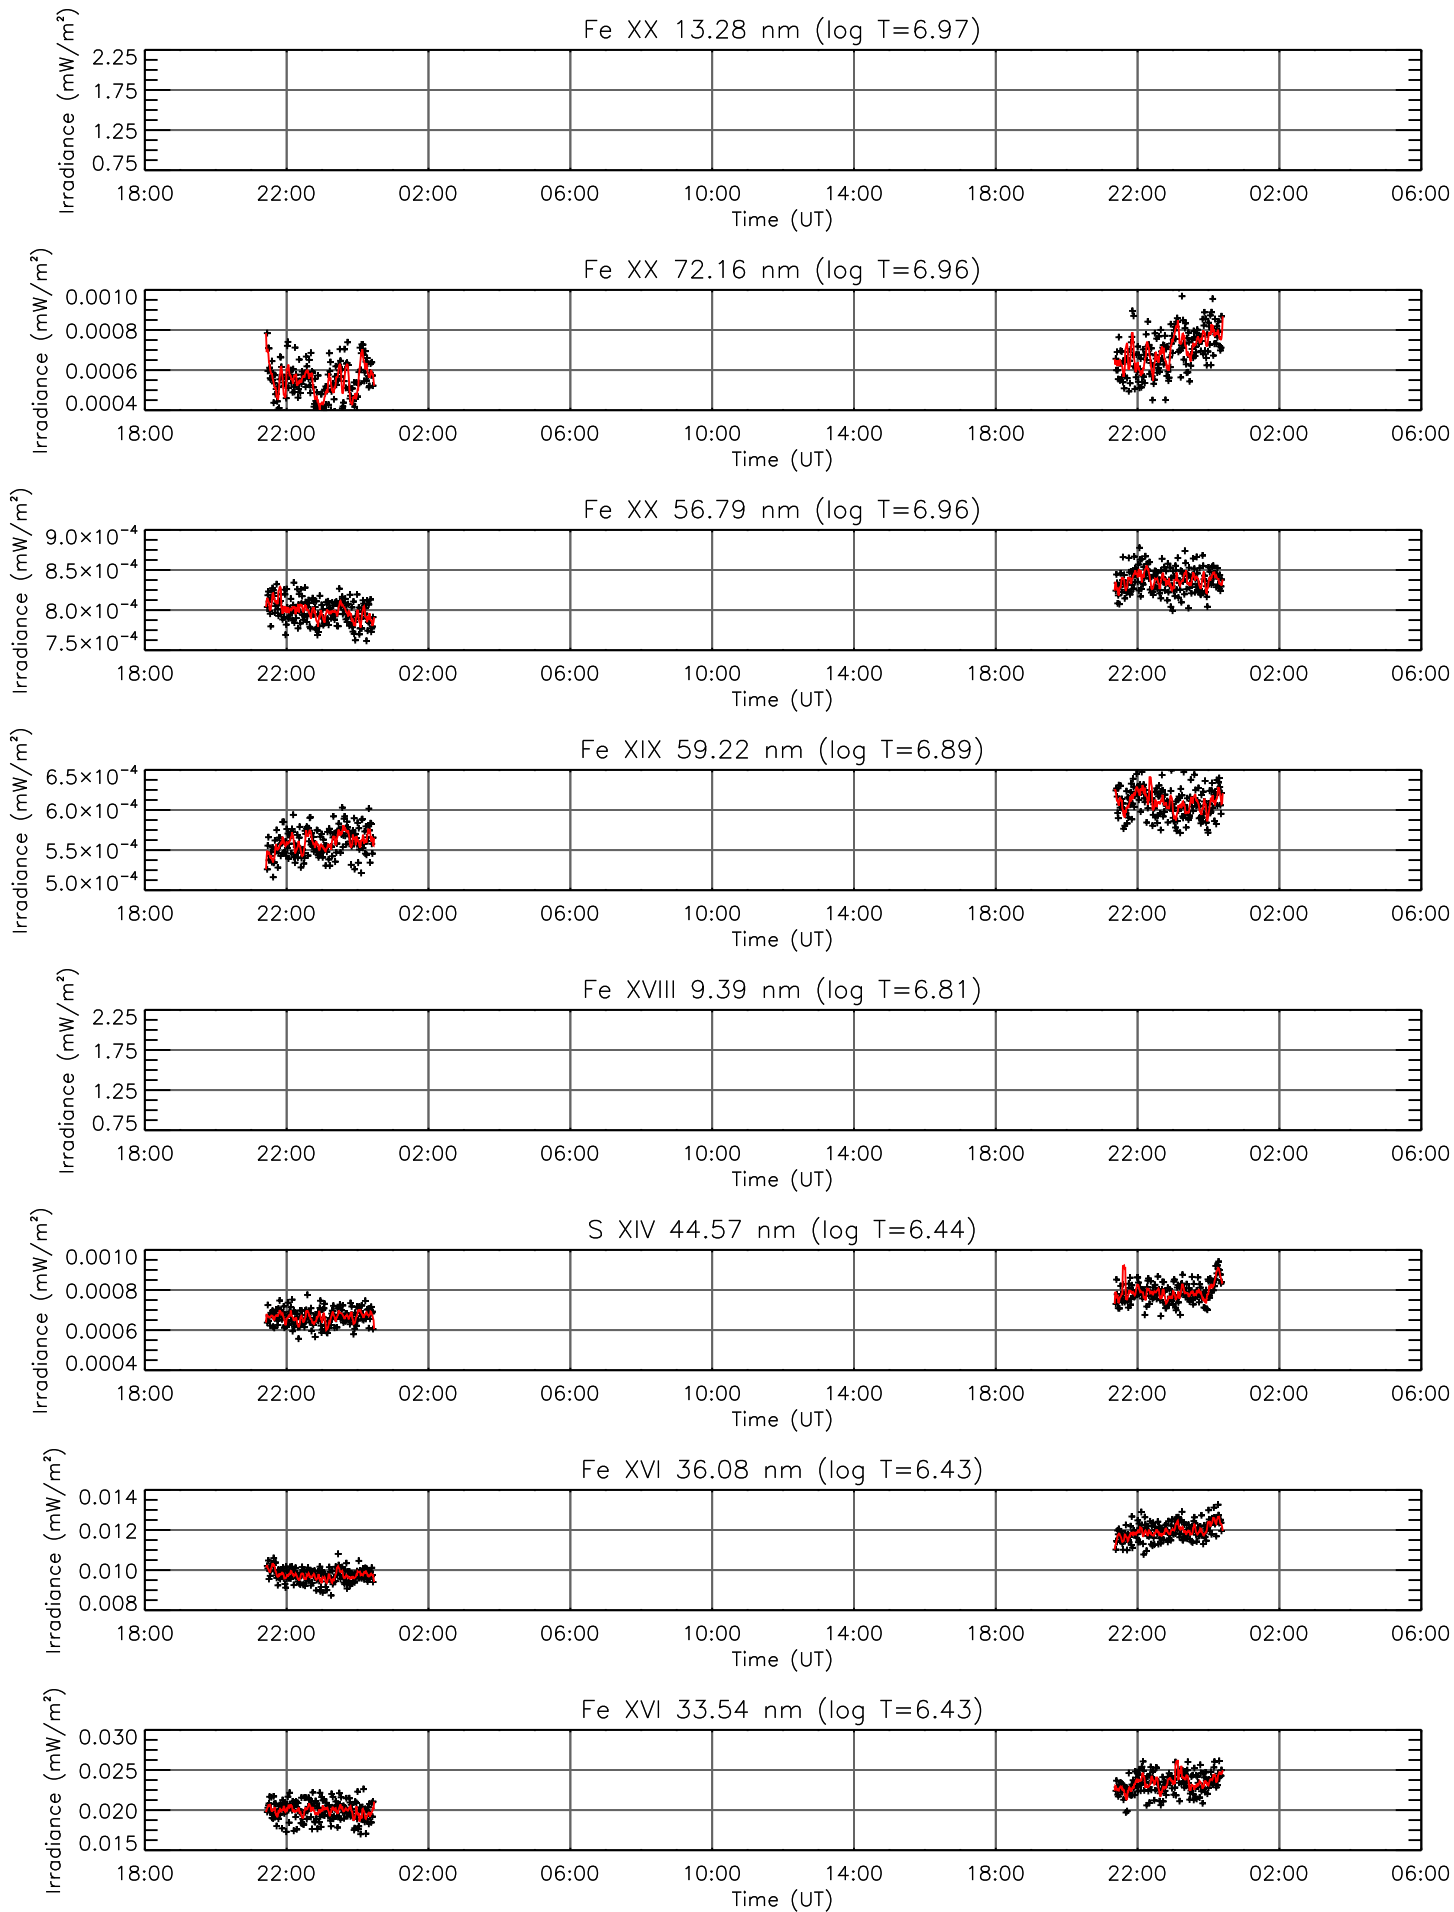 Fe XX 13.28 nm (log T=6.97)
Irradiance (mW/m²)
2.25
1.75
1.25
0.75
18:00 22:00 02:00 06:00 10:00 14:00 18:00 22:00 02:00 06:00
Time (UT)
Fe XX 72.16 nm (log T=6.96)
Irradiance (mW/m²)
0.0010
0.0008
0.0006
0.0004
18:00 22:00 02:00 06:00 10:00 14:00 18:00 22:00 02:00 06:00
Time (UT)
Fe XX 56.79 nm (log T=6.96)
Irradiance (mW/m²)
9.0×10⁻⁴
8.5×10⁻⁴
8.0×10⁻⁴
7.5×10⁻⁴
18:00 22:00 02:00 06:00 10:00 14:00 18:00 22:00 02:00 06:00
Time (UT)
Fe XIX 59.22 nm (log T=6.89)
Irradiance (mW/m²)
6.5×10⁻⁴
6.0×10⁻⁴
5.5×10⁻⁴
5.0×10⁻⁴
18:00 22:00 02:00 06:00 10:00 14:00 18:00 22:00 02:00 06:00
Time (UT)
Fe XVIII 9.39 nm (log T=6.81)
Irradiance (mW/m²)
2.25
1.75
1.25
0.75
18:00 22:00 02:00 06:00 10:00 14:00 18:00 22:00 02:00 06:00
Time (UT)
S XIV 44.57 nm (log T=6.44)
Irradiance (mW/m²)
0.0010
0.0008
0.0006
0.0004
18:00 22:00 02:00 06:00 10:00 14:00 18:00 22:00 02:00 06:00
Time (UT)
Fe XVI 36.08 nm (log T=6.43)
Irradiance (mW/m²)
0.014
0.012
0.010
0.008
18:00 22:00 02:00 06:00 10:00 14:00 18:00 22:00 02:00 06:00
Time (UT)
Fe XVI 33.54 nm (log T=6.43)
Irradiance (mW/m²)
0.030
0.025
0.020
0.015
18:00 22:00 02:00 06:00 10:00 14:00 18:00 22:00 02:00 06:00
Time (UT)